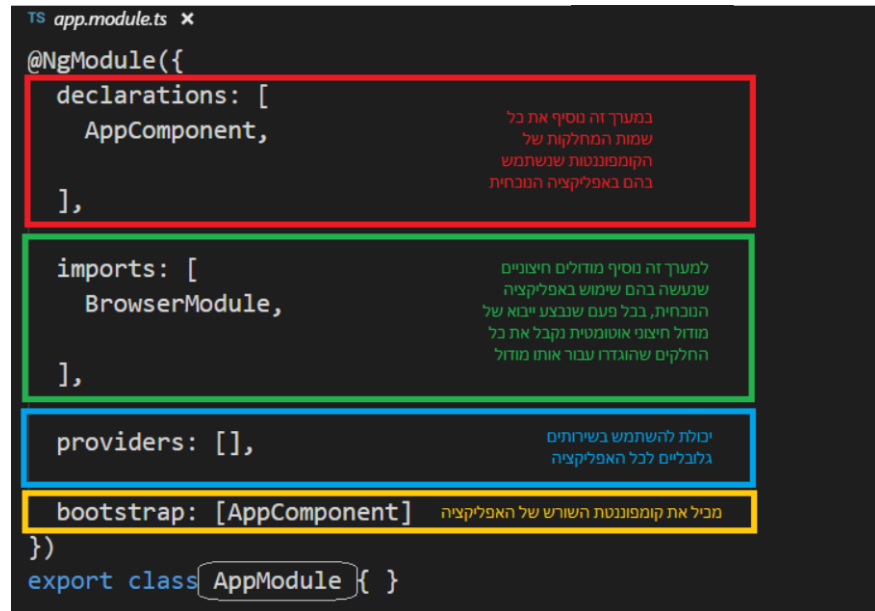 TS app.module.ts ×
@NgModule({
declarations: [
AppComponent,
],
במערך זה נוסיף את כל
שמות המחלקות של
הקומפוננטות שנשתמש
בהם באפליקציה הנוכחית
imports: [
BrowserModule,
],
למערך זה נוסיף מודולים חיצוניים
שנעשה בהם שימוש באפליקציה
הנוכחית, בכל פעם שנבצע ייבוא של
מודול חיצוני אוטומטית נקבל את כל
החלקים שהוגדרו עבור אותו מודול
providers: [],
יכולת להשתמש בשירותים
גלובליים לכל האפליקציה
bootstrap: [AppComponent]
מכיל את קומפוננטת השורש של האפליקציה
})
export class AppModule { }